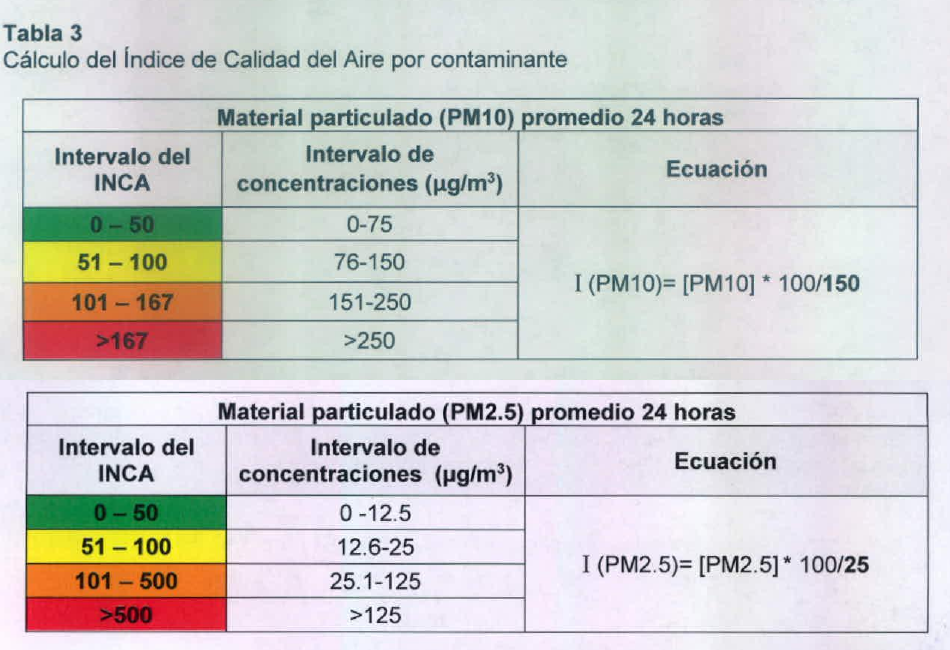 Tabla 3
Cálculo del Índice de Calidad del Aire por contaminante
Material particulado (PM10) promedio 24 horas
Intervalo del INCA Intervalo de concentraciones (µg/m³) Ecuación
0 – 50 0-75
51 – 100 76-150
I (PM10)= [PM10] * 100/150
101 – 167 151-250
>167 >250
Material particulado (PM2.5) promedio 24 horas
Intervalo del INCA Intervalo de concentraciones (µg/m³) Ecuación
0 – 50 0 -12.5
51 – 100 12.6-25
I (PM2.5)= [PM2.5] * 100/25
101 – 500 25.1-125
>500 >125